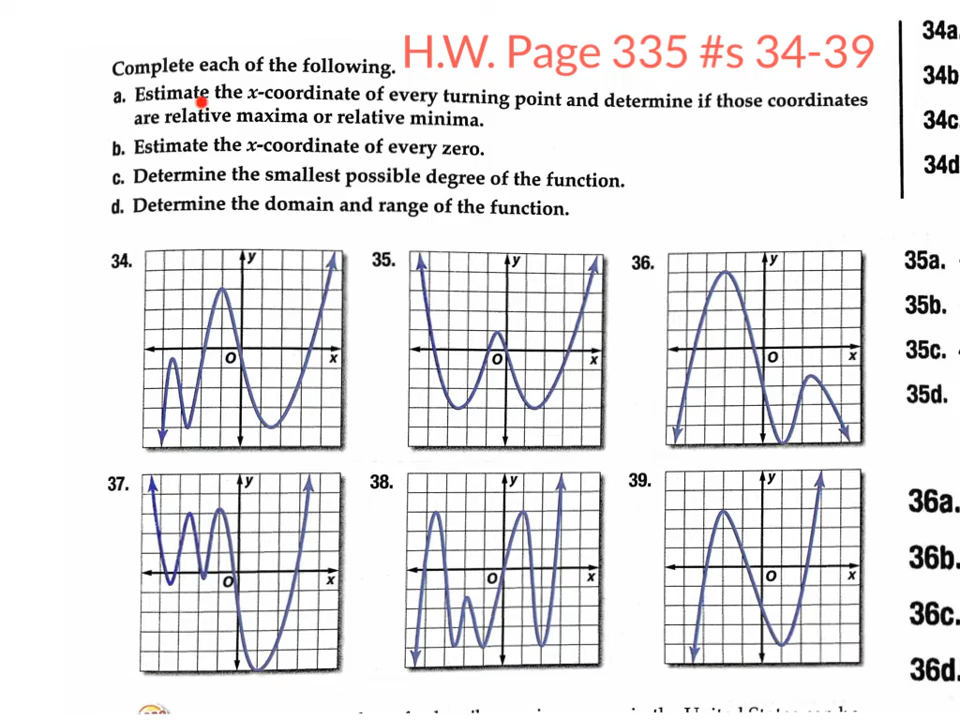 H.W. Page 335 #s 34-39
Complete each of the following.
a. Estimate the x-coordinate of every turning point and determine if those coordinates
are relative maxima or relative minima.
b. Estimate the x-coordinate of every zero.
c. Determine the smallest possible degree of the function.
d. Determine the domain and range of the function.
34.
y
O
x
35.
y
O
x
36.
y
O
x
37.
y
O
x
38.
y
O
x
39.
y
O
x
34a.
34b
34c
34d
35a.
35b.
35c.
35d.
36a.
36b.
36c.
36d.